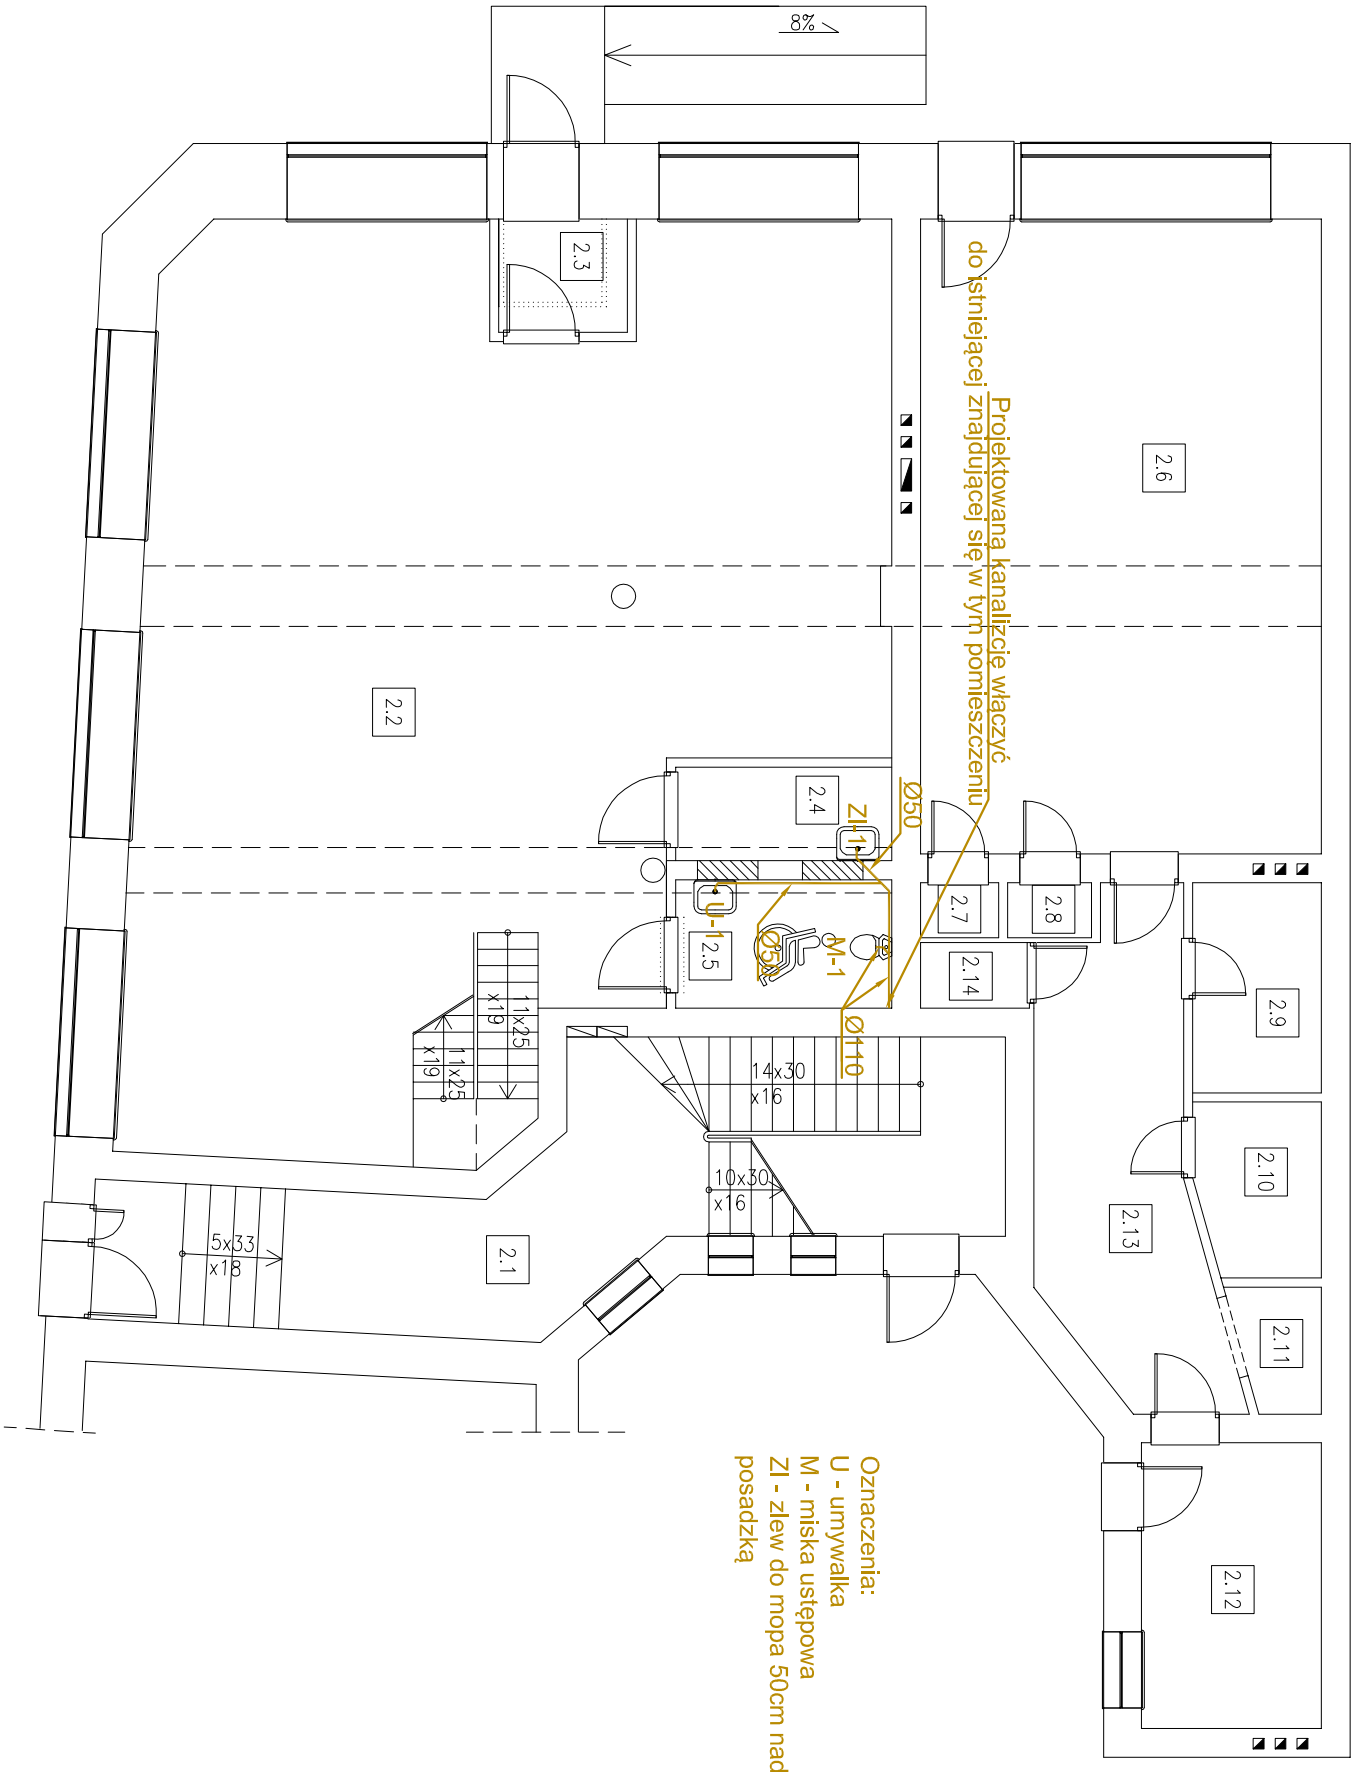 8%
2.3
Projektowaną kanalizcję włączyć
do istniejącej znajdującej się w tym pomieszczeniu
2.6
2.2
2.4
Zl-1
Ø50
U-1
2.5
Ø50
M-1
Ø110
2.7
2.8
2.14
2.9
2.10
2.13
2.11
2.12
11x25
x19
11x25
x19
14x30
x16
10x30
x16
5x33
x18
2.1
Oznaczenia:
U - umywalka
M - miska ustępowa
Zl - zlew do mopa 50cm nad
posadzką